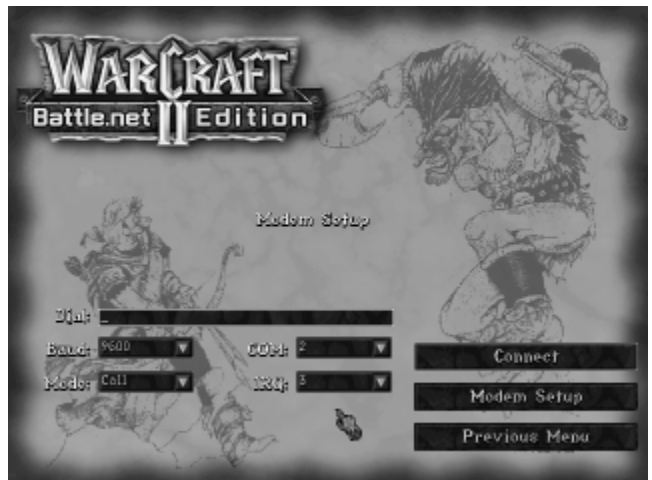 WARCRAFT
Battle.net II Edition
Modem Setup
Dial: _
Baud: 9600
COM: 2
Mode: Call
IRQ: 3
Connect
Modem Setup
Previous Menu